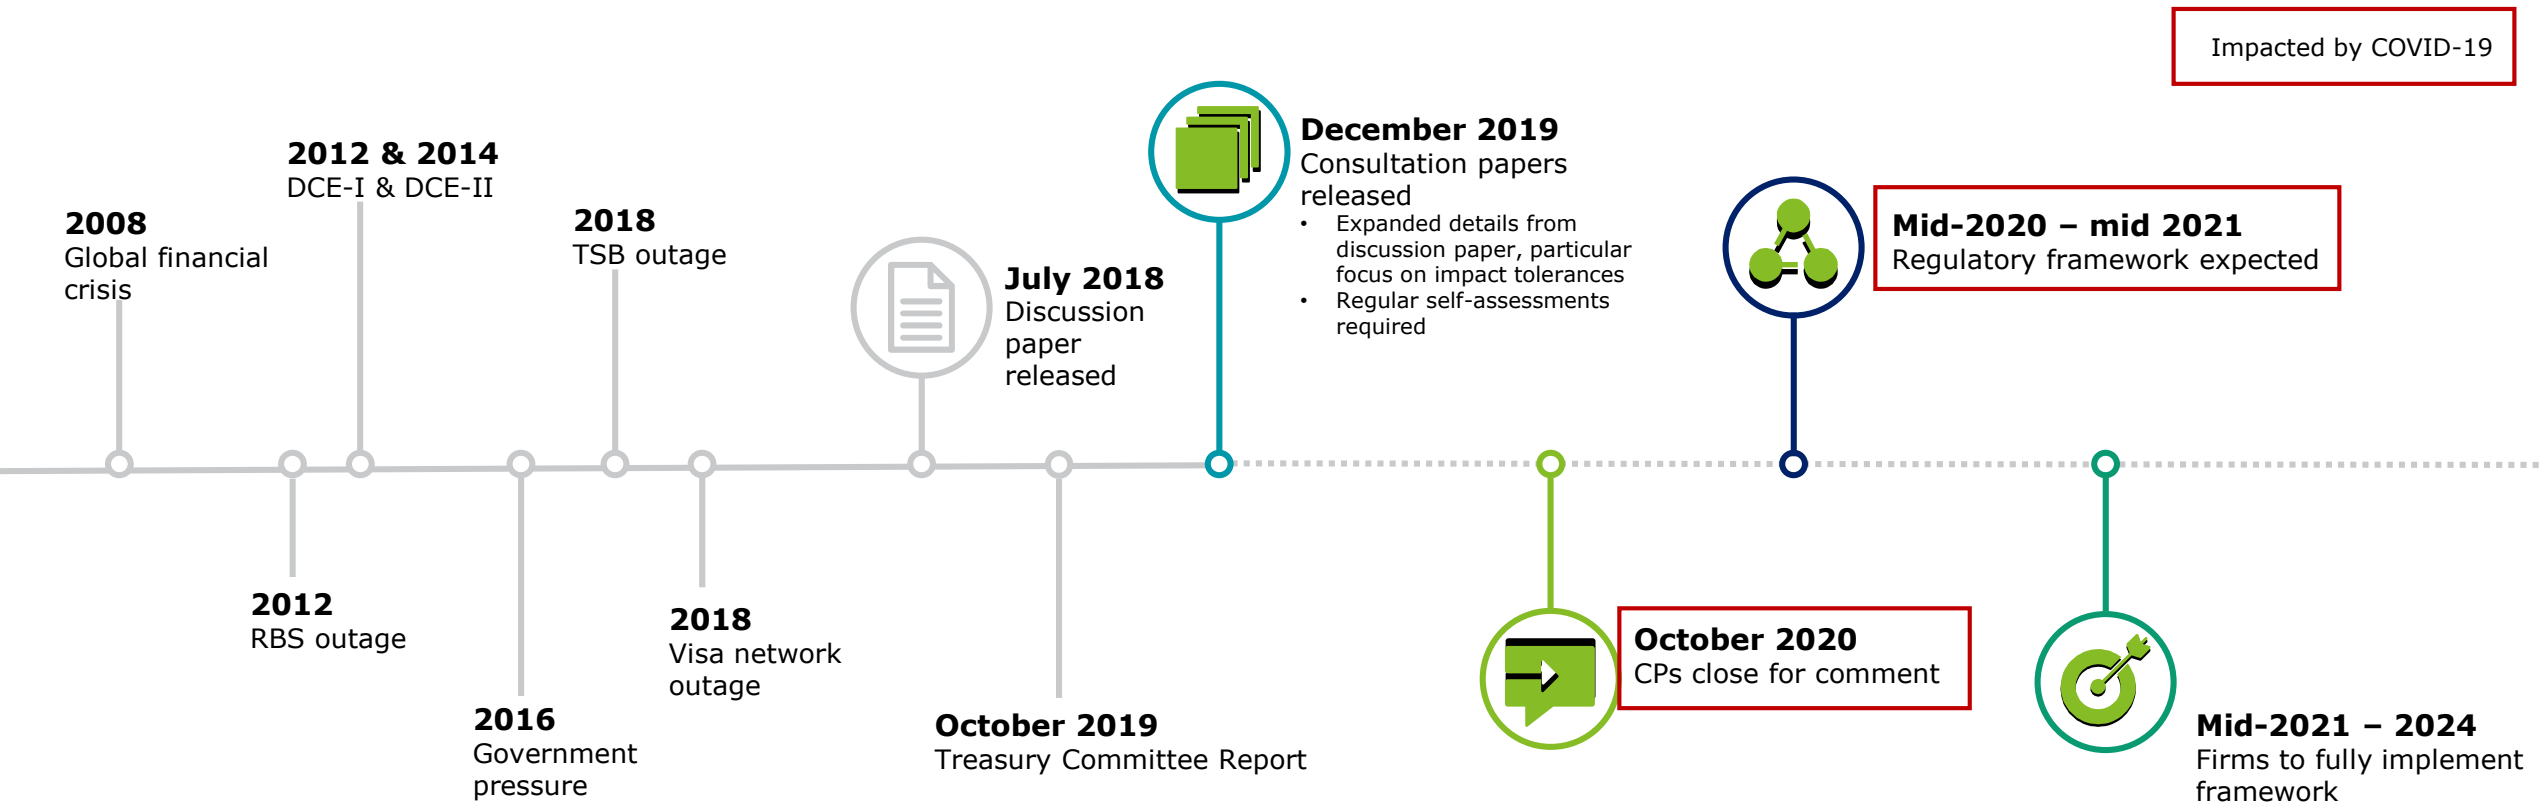 Impacted by COVID-19
2008
Global financial
crisis
2012 & 2014
DCE-I & DCE-II
2018
TSB outage
July 2018
Discussion
paper
released
December 2019
Consultation papers
released
• Expanded details from
discussion paper, particular
focus on impact tolerances
• Regular self-assessments
required
Mid-2020 – mid 2021
Regulatory framework expected
2012
RBS outage
2016
Government
pressure
2018
Visa network
outage
October 2019
Treasury Committee Report
October 2020
CPs close for comment
Mid-2021 – 2024
Firms to fully implement
framework